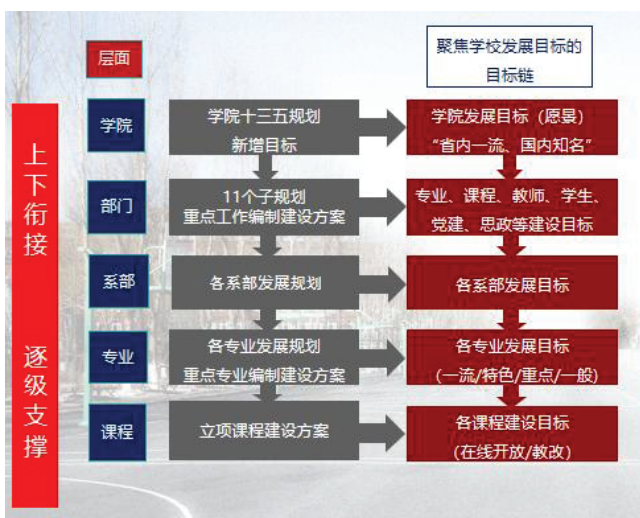 层面
聚焦学校发展目标的
目标链
上下衔接
逐级支撑
学院
学院十三五规划
新增目标
学院发展目标（愿景）
“省内一流、国内知名”
部门
11个子规划
重点工作编制建设方案
专业、课程、教师、学生、
党建、思政等建设目标
系部
各系部发展规划
各系部发展目标
专业
各专业发展规划
重点专业编制建设方案
各专业发展目标
(一流/特色/重点/一般)
课程
立项课程建设方案
各课程建设目标
(在线开放/教改)